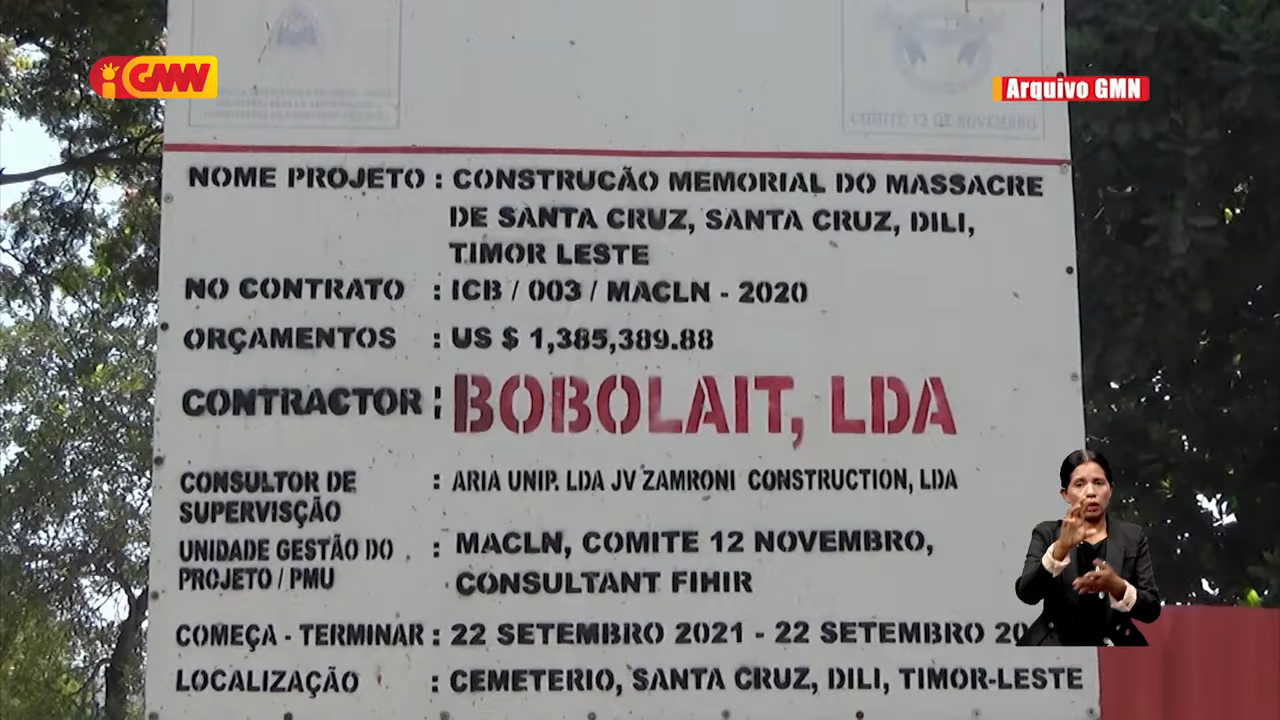 GMN
Arquivo GMN
COMITE 12 DE NOVEMBRO
NOME PROJETO : CONSTRUCÃO MEMORIAL DO MASSACRE
DE SANTA CRUZ, SANTA CRUZ, DILI,
TIMOR LESTE
NO CONTRATO : ICB / 003 / MACLN - 2020
ORÇAMENTOS : US $ 1,385,389.88
CONTRACTOR : BOBOLAIT, LDA
CONSULTOR DE : ARIA UNIP. LDA JV ZAMRONI CONSTRUCTION, LDA
SUPERVISÇÃO
UNIDADE GESTÃO DO : MACLN, COMITE 12 NOVEMBRO,
PROJETO / PMU CONSULTANT FIHIR
COMEÇA - TERMINAR : 22 SETEMBRO 2021 - 22 SETEMBRO 20
LOCALIZAÇÃO : CEMETERIO, SANTA CRUZ, DILI, TIMOR-LESTE